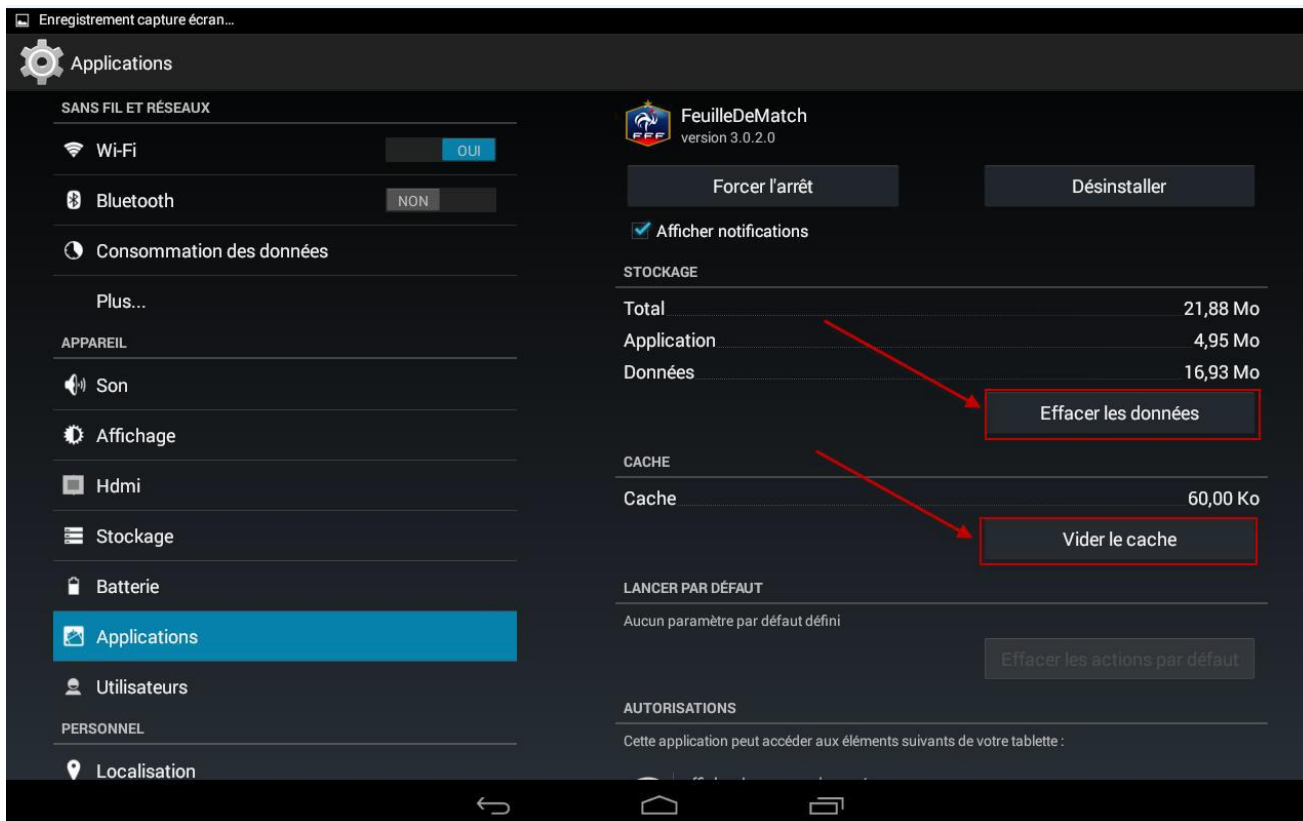 Enregistrement capture écran...
Applications
SANS FIL ET RÉSEAUX
Wi-Fi OUI
Bluetooth NON
Consommation des données
Plus...
APPAREIL
Son
Affichage
Hdmi
Stockage
Batterie
Applications
Utilisateurs
PERSONNEL
Localisation
FFF
FeuilleDeMatch
version 3.0.2.0
Forcer l'arrêt Désinstaller
Afficher notifications
STOCKAGE
Total 21,88 Mo
Application 4,95 Mo
Données 16,93 Mo
Effacer les données
CACHE
Cache 60,00 Ko
Vider le cache
LANCER PAR DÉFAUT
Aucun paramètre par défaut défini
Effacer les actions par défaut
AUTORISATIONS
Cette application peut accéder aux éléments suivants de votre tablette :